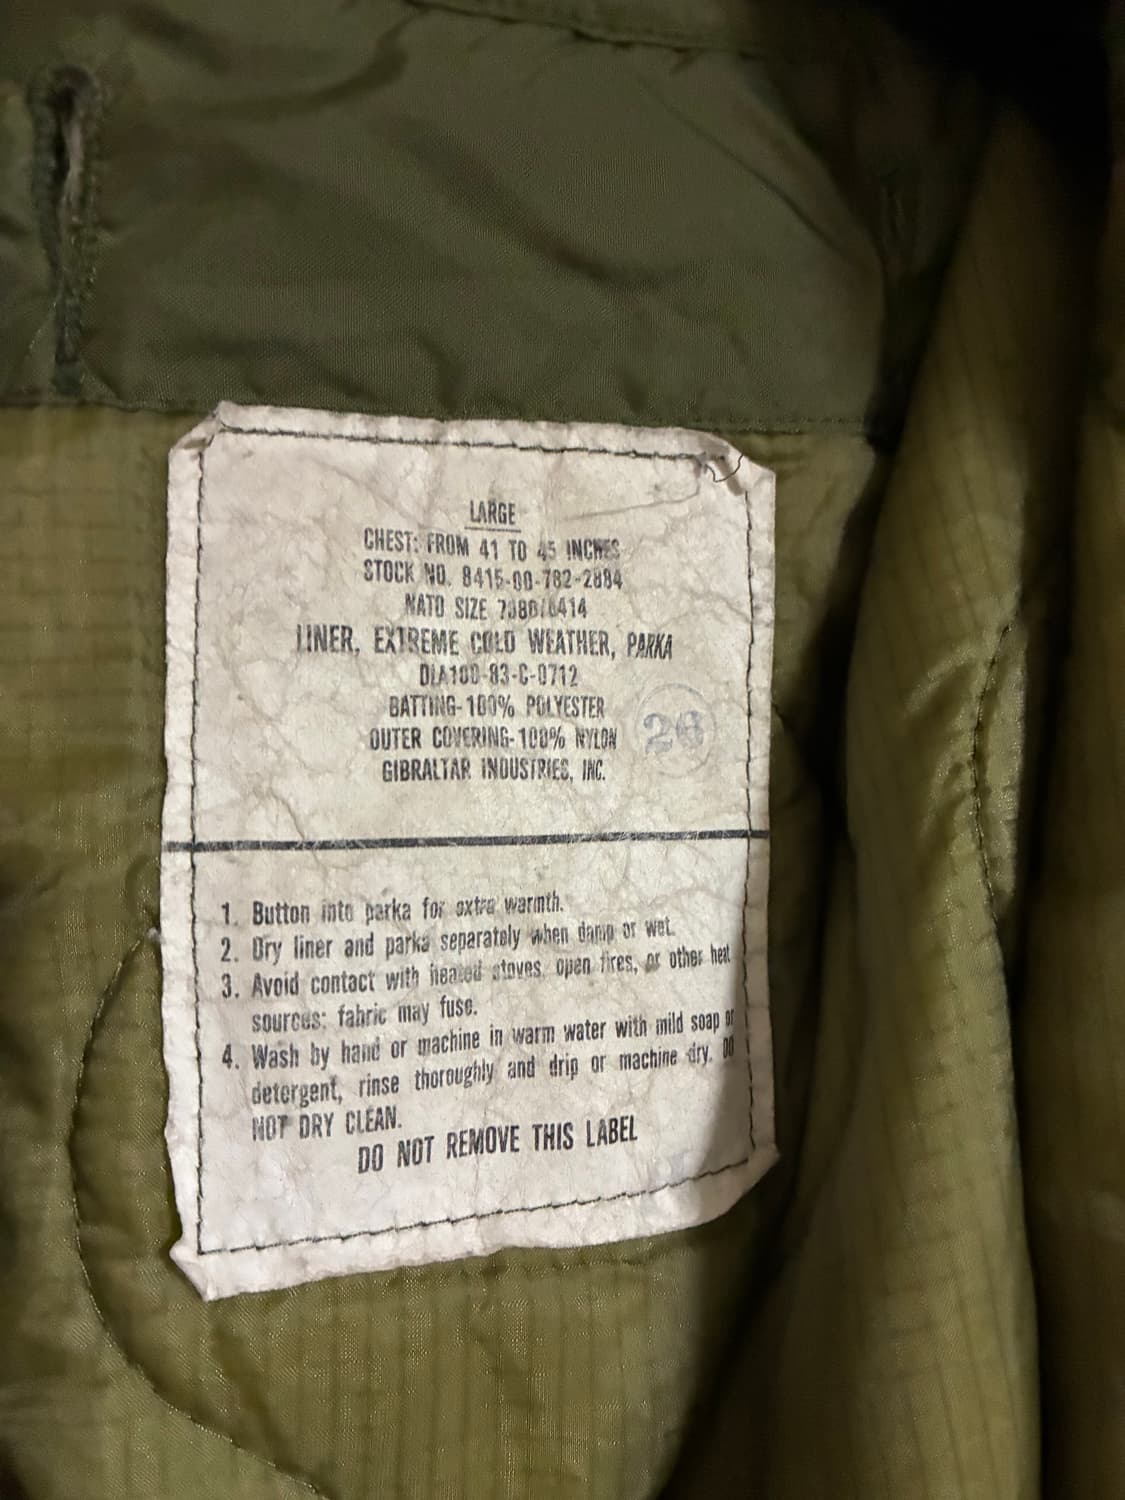 LARGE
CHEST: FROM 41 TO 45 INCHES
STOCK NO. 8415-00-782-2884
NATO SIZE
LINER, EXTREME COLD WEATHER, PARKA
DLA100-83-C-0712
BATTING-100% POLYESTER
OUTER COVERING-100% NYLON
GIBRALTAR INDUSTRIES, INC.
26
1. Button into parka for extra warmth.
2. Dry liner and parka separately when damp or wet.
3. Avoid contact with heated stoves, open fires, or other heat
sources; fabric may fuse.
4. Wash by hand or machine in warm water with mild soap or
detergent, rinse thoroughly and drip or machine dry. DO
NOT DRY CLEAN.
DO NOT REMOVE THIS LABEL